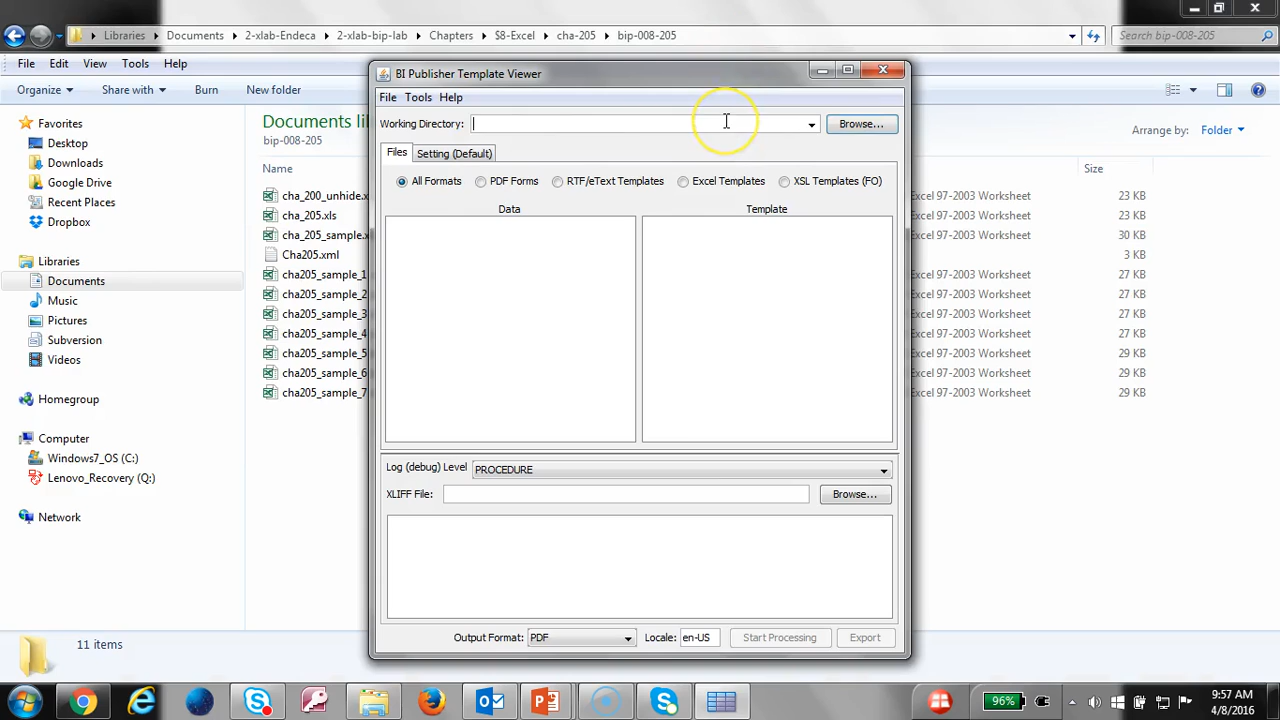 Libraries Documents 2-xlab-Endeca 2-xlab-bip-lab Chapters $8-Excel cha-205 bip-008-205 Search bip-008-205
File Edit View Tools Help
Organize Share with Burn New folder
Favorites
Desktop
Downloads
Google Drive
Recent Places
Dropbox
Libraries
Documents
Music
Pictures
Subversion
Videos
Homegroup
Computer
Windows7_OS (C:)
Lenovo_Recovery (Q:)
Network
Documents li
bip-008-205
Arrange by: Folder
Name Size
cha_200_unhide.x Excel 97-2003 Worksheet 23 KB
cha_205.xls Excel 97-2003 Worksheet 23 KB
cha_205_sample.x Excel 97-2003 Worksheet 30 KB
Cha205.xml 3 KB
cha205_sample_1 Excel 97-2003 Worksheet 27 KB
cha205_sample_2 Excel 97-2003 Worksheet 27 KB
cha205_sample_3 Excel 97-2003 Worksheet 27 KB
cha205_sample_4 Excel 97-2003 Worksheet 27 KB
cha205_sample_5 Excel 97-2003 Worksheet 29 KB
cha205_sample_6 Excel 97-2003 Worksheet 29 KB
cha205_sample_7 Excel 97-2003 Worksheet 29 KB
BI Publisher Template Viewer
File Tools Help
Working Directory: Browse...
Files Setting (Default)
All Formats PDF Forms RTF/eText Templates Excel Templates XSL Templates (FO)
Data Template
Log (debug) Level PROCEDURE
XLIFF File: Browse...
Output Format: PDF Locale: en-US Start Processing Export
11 items
96% 9:57 AM
4/8/2016